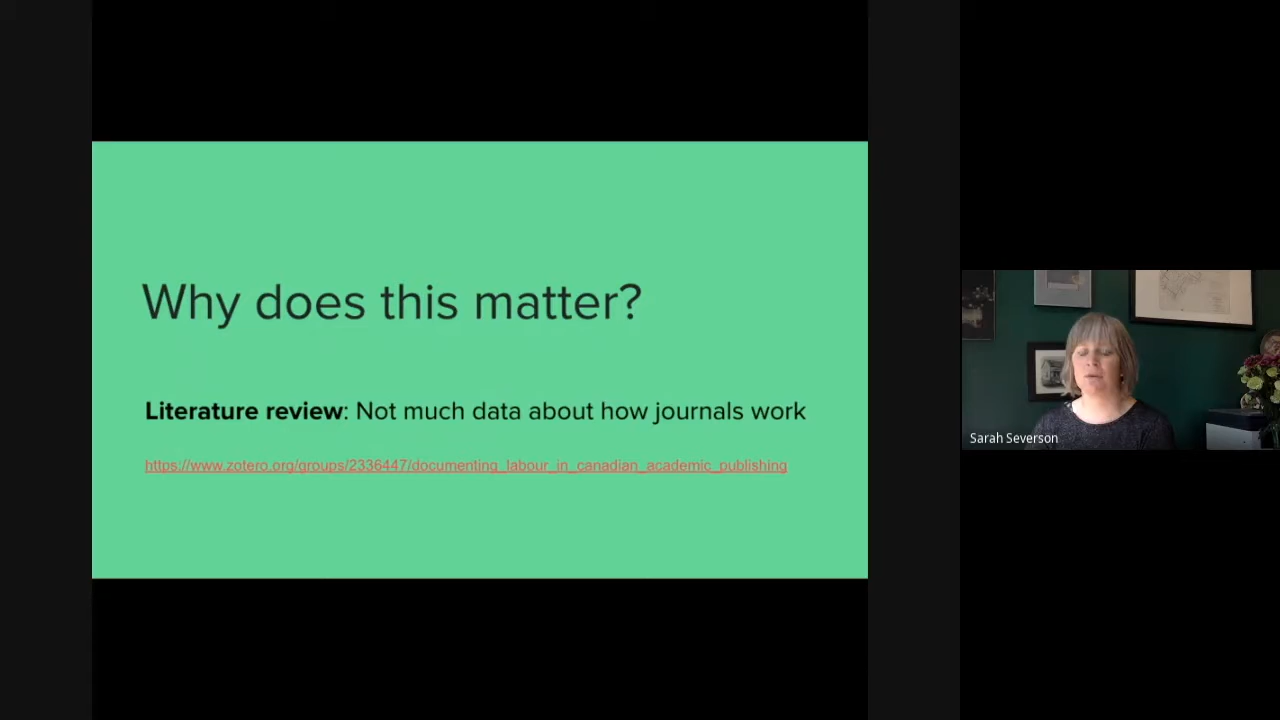 Why does this matter?
Literature review: Not much data about how journals work
https://www.zotero.org/groups/2336447/documenting_labour_in_canadian_academic_publishing
Sarah Severson